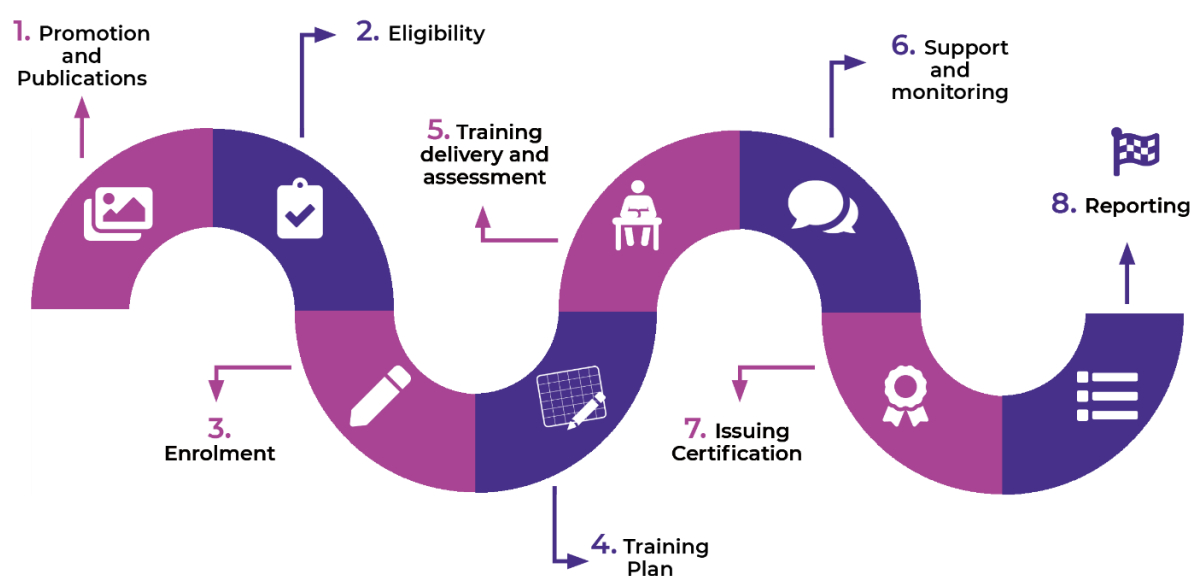 1. Promotion
and
Publications
2. Eligibility
3.
Enrolment
4. Training
Plan
5. Training
delivery and
assessment
6. Support
and
monitoring
7. Issuing
Certification
8. Reporting